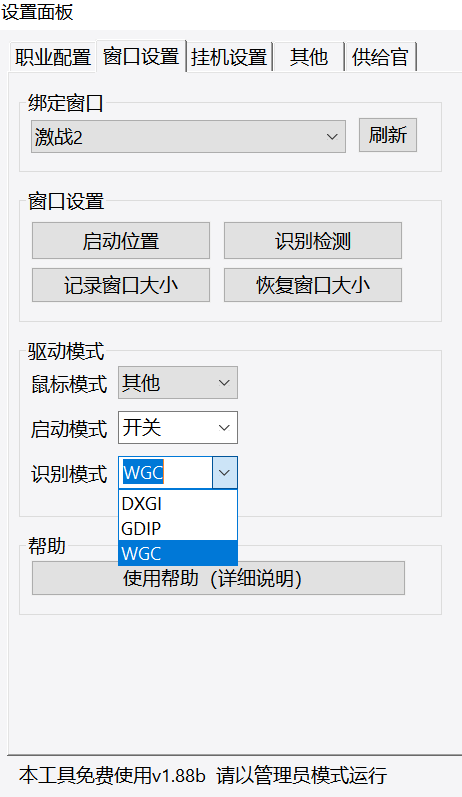 设置面板
职业配置 窗口设置 挂机设置 其他 供给官
绑定窗口
激战2 刷新
窗口设置
启动位置 识别检测
记录窗口大小 恢复窗口大小
驱动模式
鼠标模式 其他
启动模式 开关
识别模式 WGC
DXGI
GDIP
WGC
帮助
使用帮助（详细说明）
本工具免费使用v1.88b 请以管理员模式运行